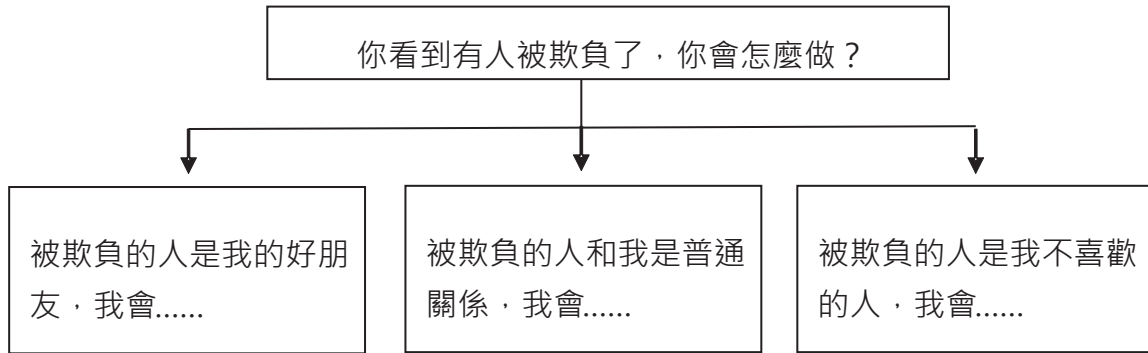 你看到有人被欺負了，你會怎麼做？
被欺負的人是我的好朋
友，我會......
被欺負的人和我是普通
關係，我會......
被欺負的人是我不喜歡
的人，我會......